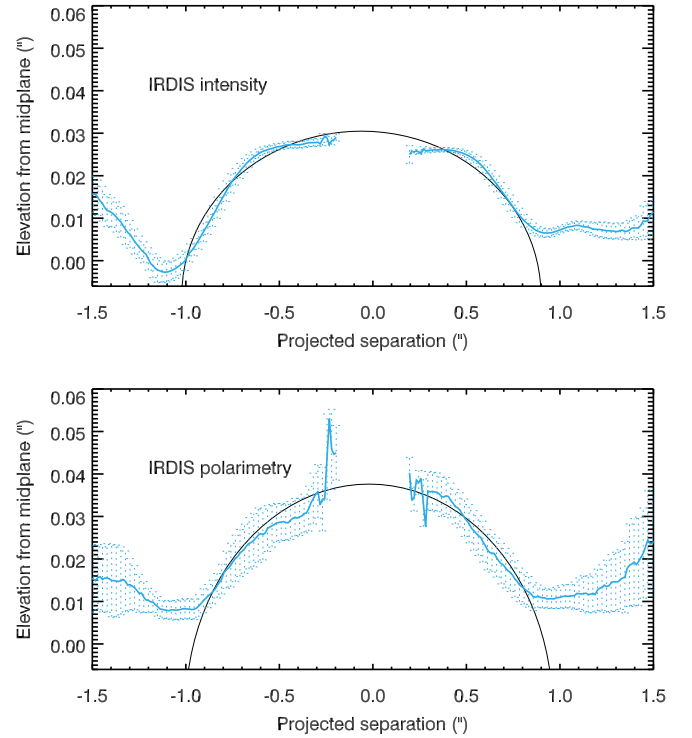 0.06
0.05
0.04
0.03
0.02
0.01
0.00
Elevation from midplane (")
IRDIS intensity
-1.5 -1.0 -0.5 0.0 0.5 1.0 1.5
Projected separation (")
0.06
0.05
0.04
0.03
0.02
0.01
0.00
Elevation from midplane (")
IRDIS polarimetry
-1.5 -1.0 -0.5 0.0 0.5 1.0 1.5
Projected separation (")